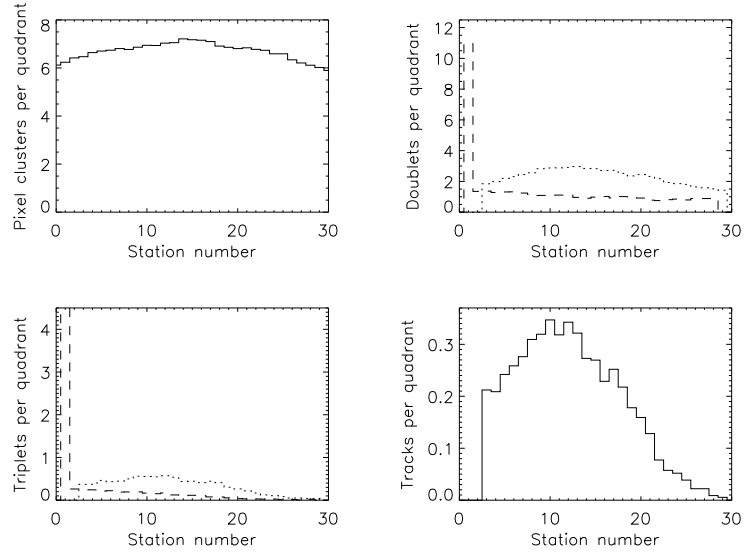 Pixel clusters per quadrant
8
6
4
2
0
0 10 20 30
Station number
Doublets per quadrant
12
10
8
6
4
2
0
0 10 20 30
Station number
Triplets per quadrant
4
3
2
1
0
0 10 20 30
Station number
Tracks per quadrant
0.3
0.2
0.1
0.0
0 10 20 30
Station number